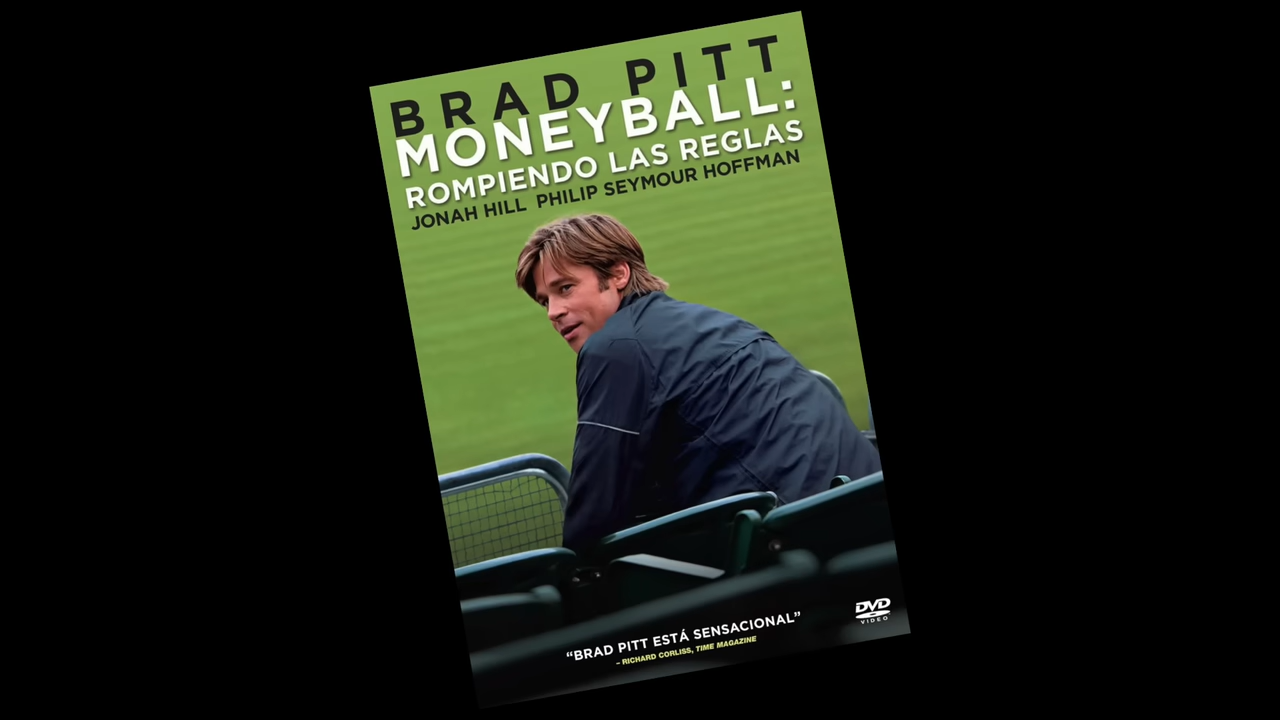 BRAD PITT
MONEYBALL:
ROMPIENDO LAS REGLAS
JONAH HILL PHILIP SEYMOUR HOFFMAN
“BRAD PITT ESTÁ SENSACIONAL”
– RICHARD CORLISS, TIME MAGAZINE
DVD
VIDEO